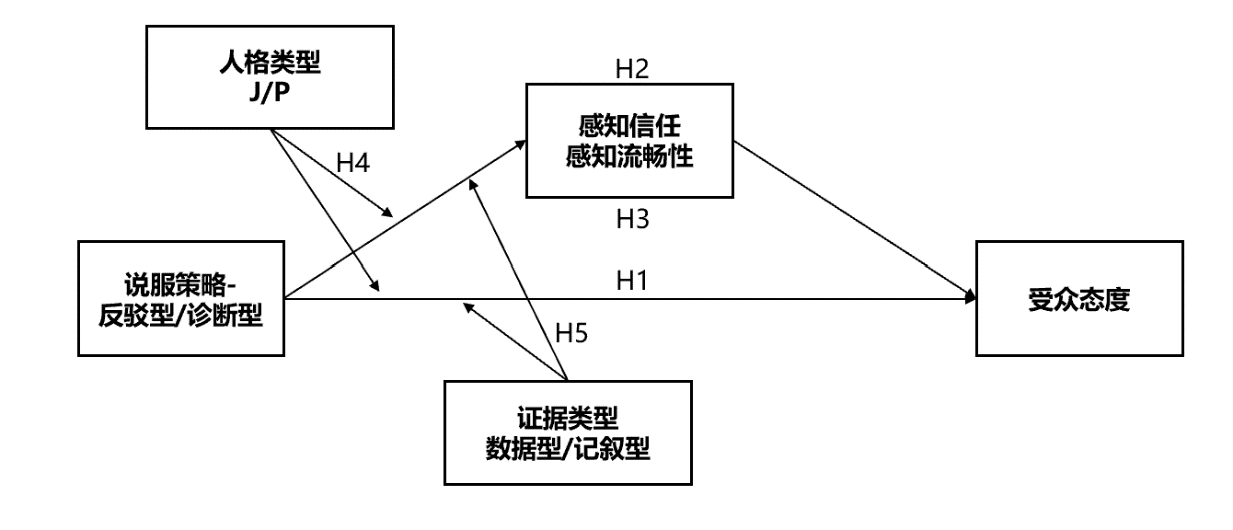 人格类型
J/P
H2
感知信任
感知流畅性
H4
H3
说服策略-
反驳型/诊断型
H1
受众态度
H5
证据类型
数据型/记叙型